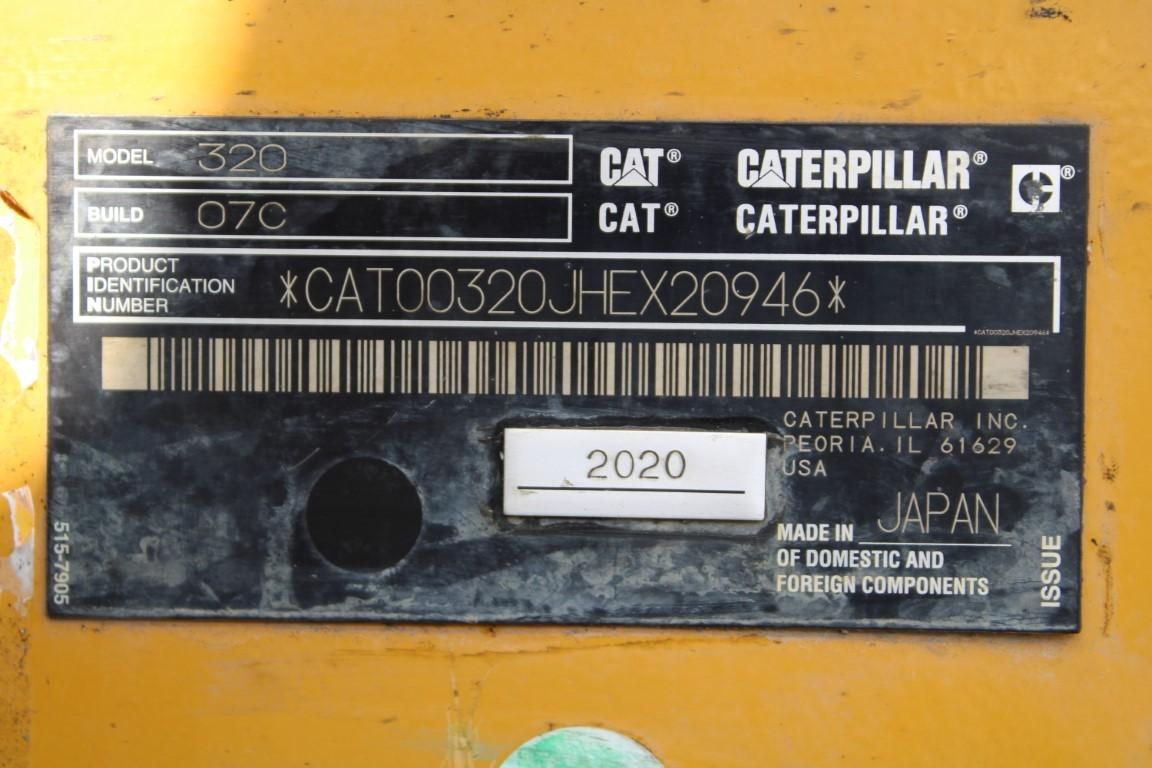 MODEL 320
BUILD 07C
CAT® CATERPILLAR® ®
CAT® CATERPILLAR®
PRODUCT
IDENTIFICATION
NUMBER
*CAT00320JHEX20946*
*CAT00320JHEX20946*
CATERPILLAR INC.
PEORIA. IL 61629
USA
2020
MADE IN JAPAN
OF DOMESTIC AND
FOREIGN COMPONENTS
515-7905
ISSUE